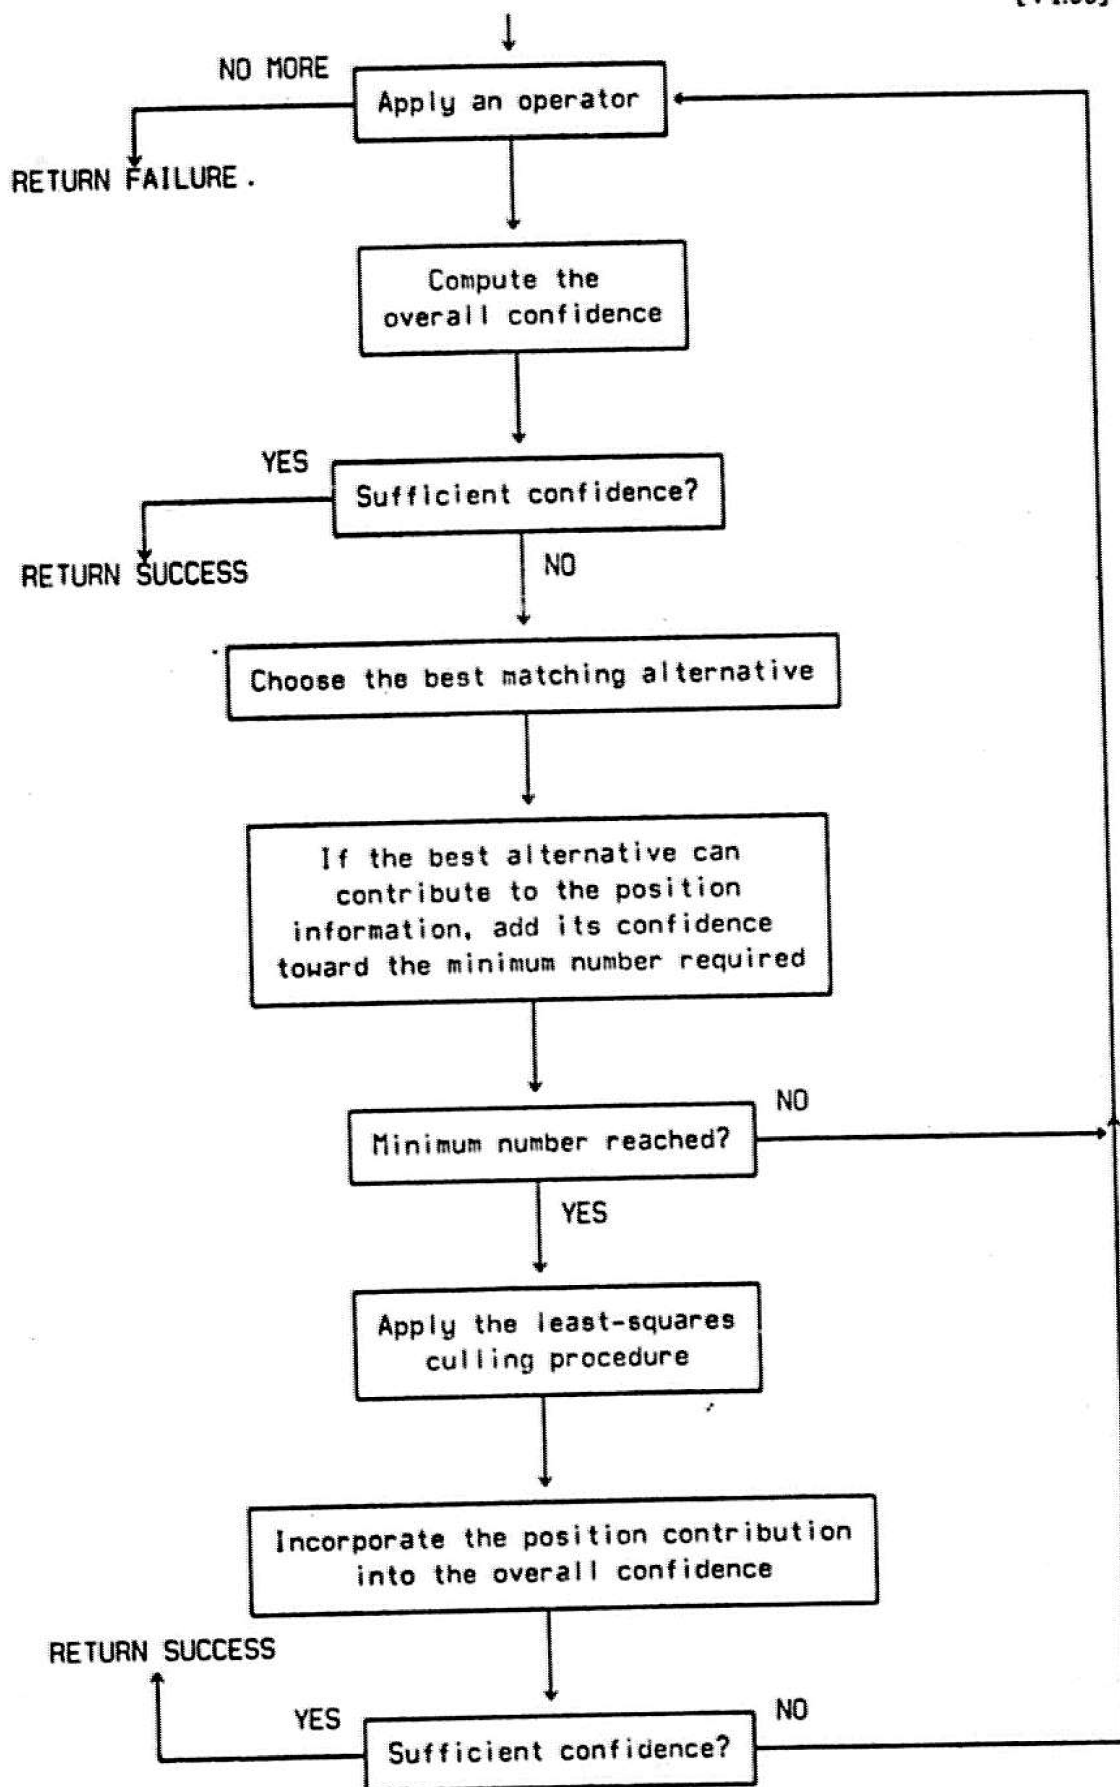 NO MORE
Apply an operator
RETURN FAILURE.
Compute the
overall confidence
YES
Sufficient confidence?
RETURN SUCCESS
NO
Choose the best matching alternative
If the best alternative can
contribute to the position
information, add its confidence
toward the minimum number required
NO
Minimum number reached?
YES
Apply the least-squares
culling procedure
Incorporate the position contribution
into the overall confidence
RETURN SUCCESS
YES
NO
Sufficient confidence?